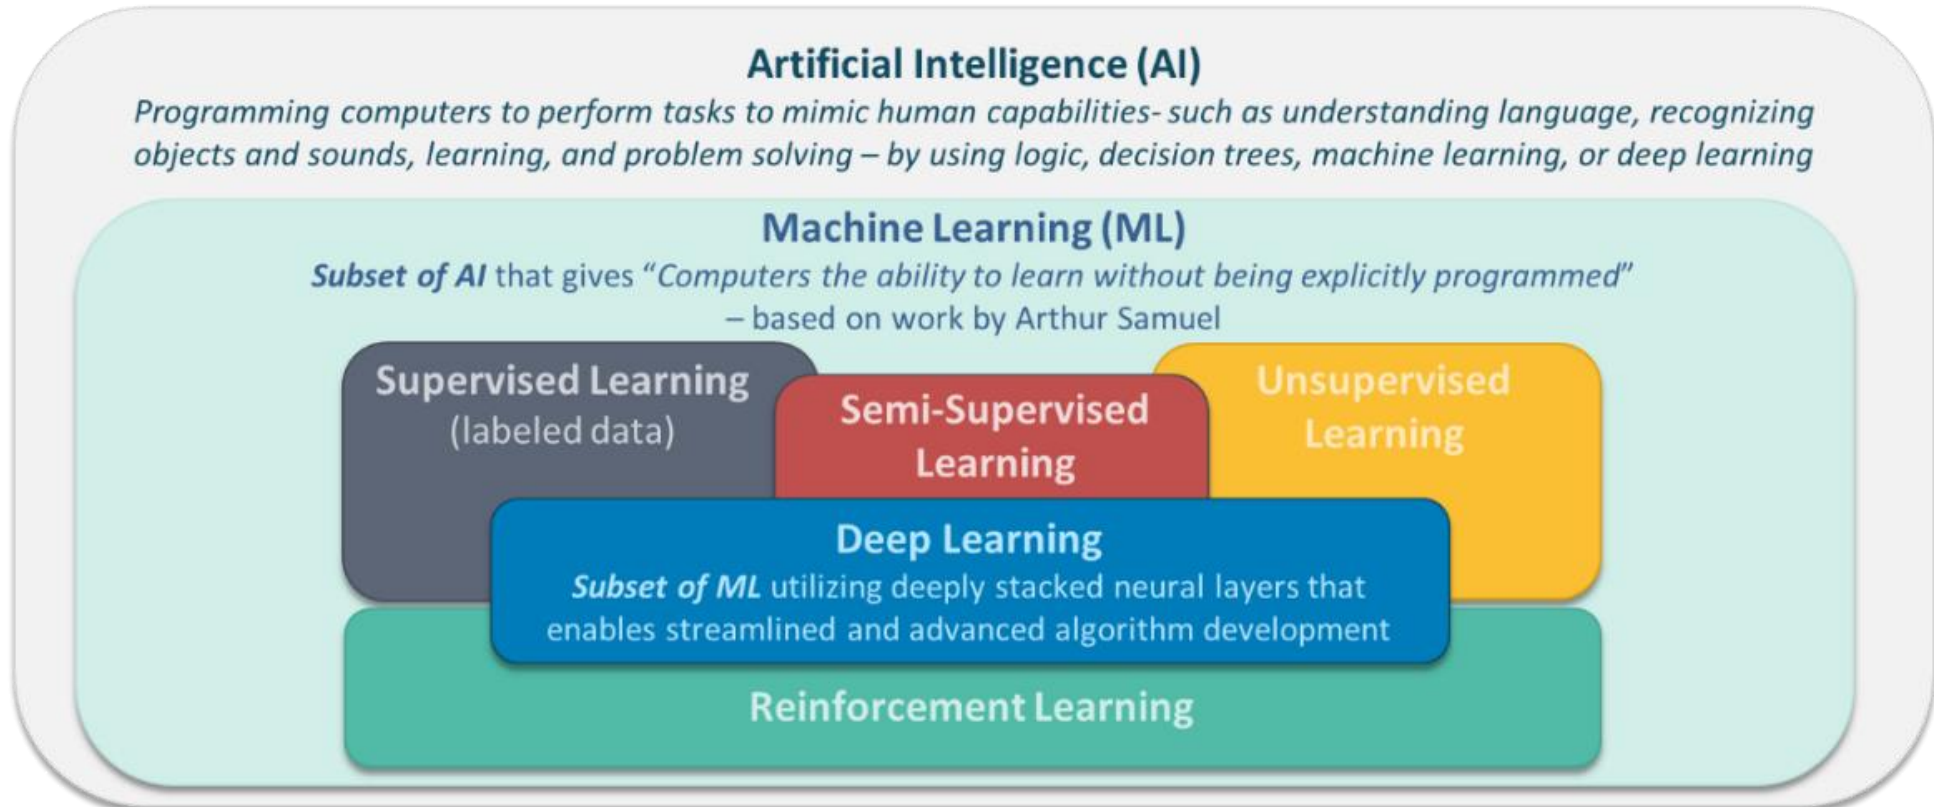 Artificial Intelligence (AI)
Programming computers to perform tasks to mimic human capabilities- such as understanding language, recognizing
objects and sounds, learning, and problem solving – by using logic, decision trees, machine learning, or deep learning
Machine Learning (ML)
Subset of AI that gives “Computers the ability to learn without being explicitly programmed”
– based on work by Arthur Samuel
Supervised Learning
(labeled data)
Semi-Supervised
Learning
Unsupervised
Learning
Deep Learning
Subset of ML utilizing deeply stacked neural layers that
enables streamlined and advanced algorithm development
Reinforcement Learning